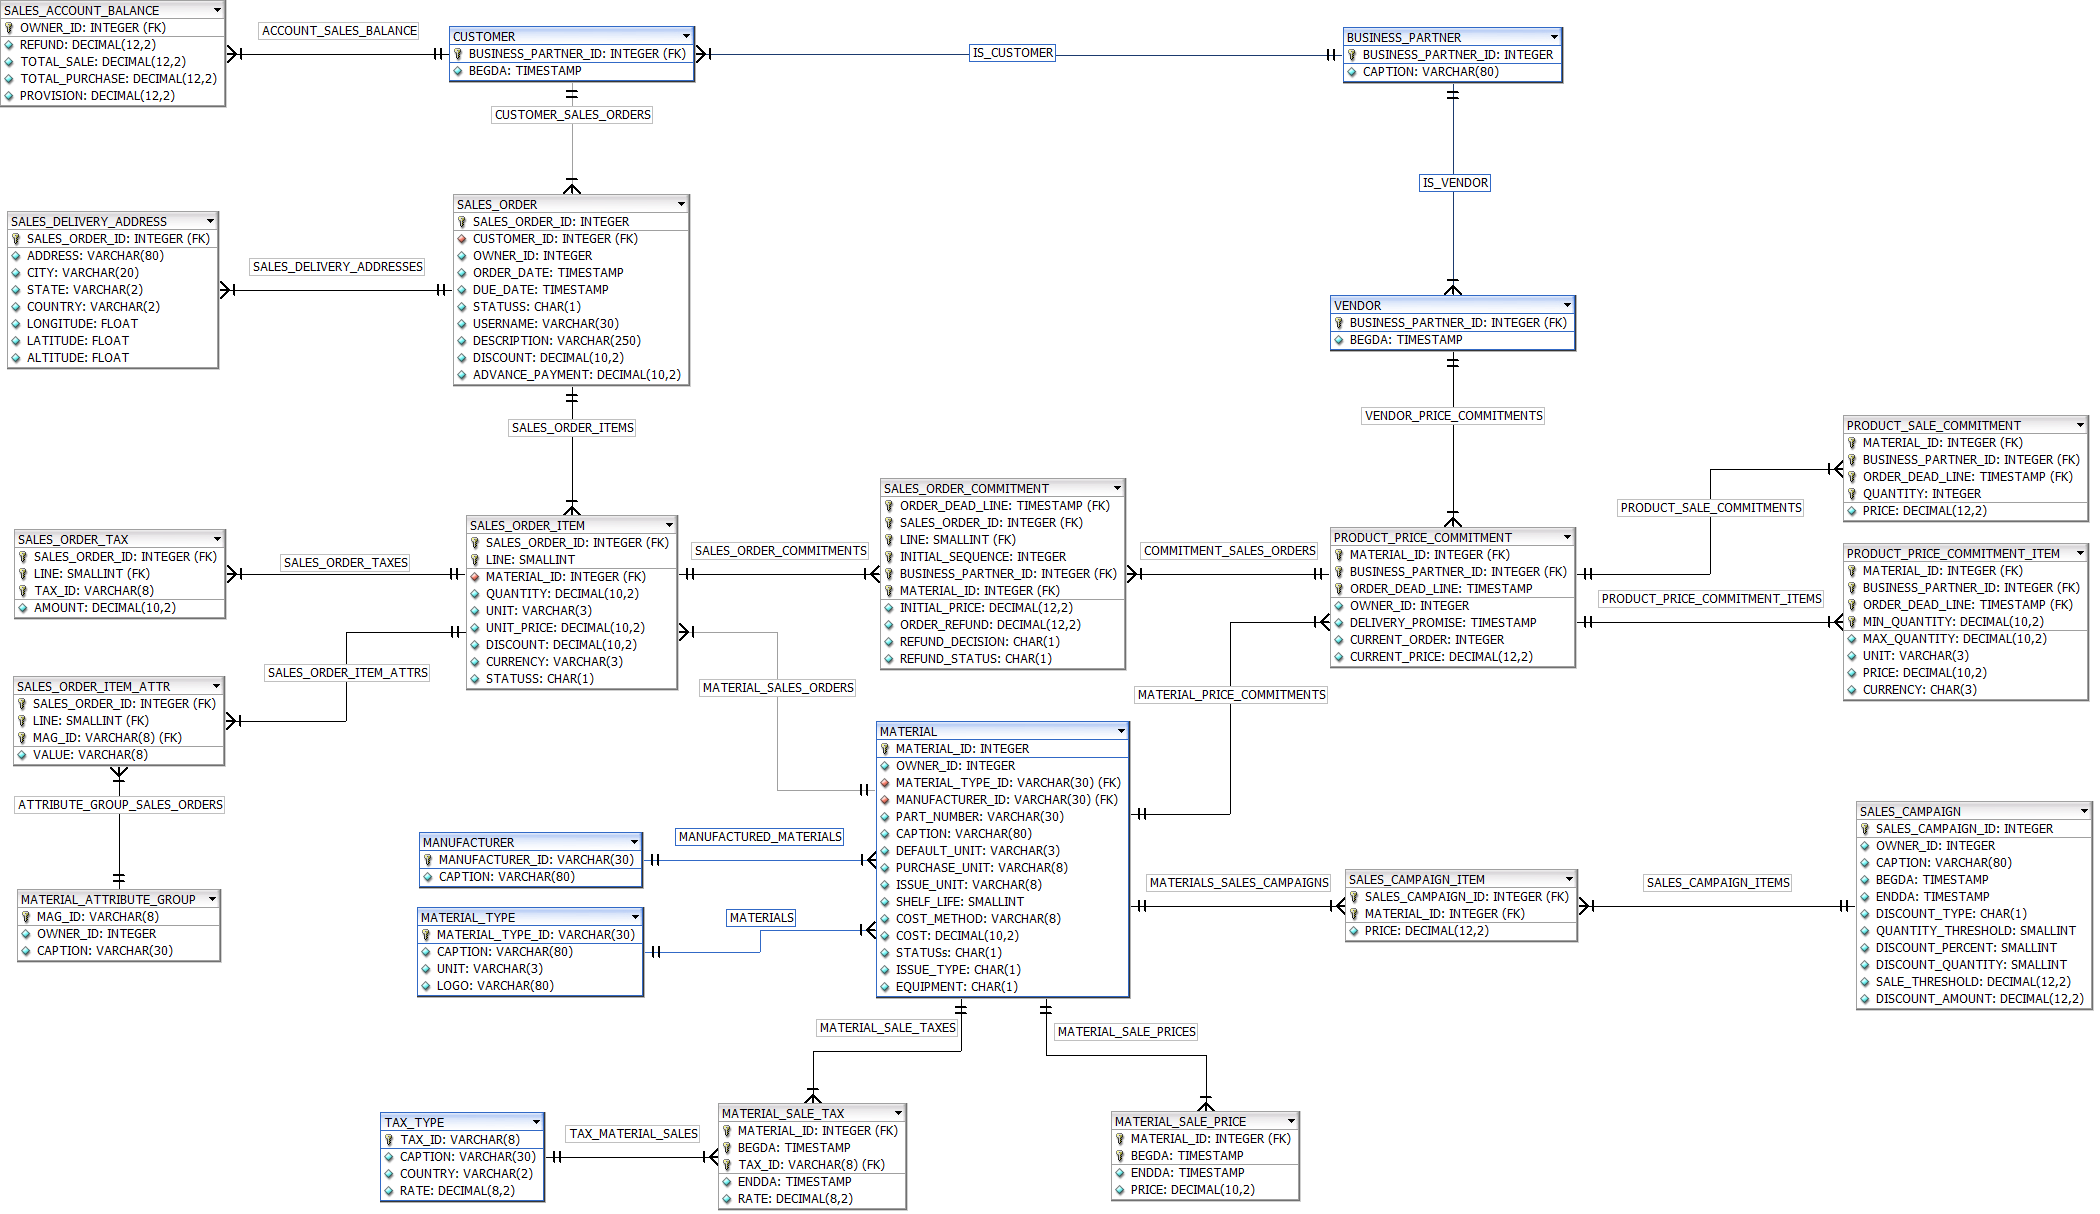 SALES_ACCOUNT_BALANCE
OWNER_ID: INTEGER (FK)
REFUND: DECIMAL(12,2)
TOTAL_SALE: DECIMAL(12,2)
TOTAL_PURCHASE: DECIMAL(12,2)
PROVISION: DECIMAL(12,2)
ACCOUNT_SALES_BALANCE
CUSTOMER
BUSINESS_PARTNER_ID: INTEGER (FK)
BEGDA: TIMESTAMP
IS_CUSTOMER
BUSINESS_PARTNER
BUSINESS_PARTNER_ID: INTEGER
CAPTION: VARCHAR(80)
CUSTOMER_SALES_ORDERS
IS_VENDOR
SALES_DELIVERY_ADDRESS
SALES_ORDER_ID: INTEGER (FK)
ADDRESS: VARCHAR(80)
CITY: VARCHAR(20)
STATE: VARCHAR(2)
COUNTRY: VARCHAR(2)
LONGITUDE: FLOAT
LATITUDE: FLOAT
ALTITUDE: FLOAT
SALES_DELIVERY_ADDRESSES
SALES_ORDER
SALES_ORDER_ID: INTEGER
CUSTOMER_ID: INTEGER (FK)
OWNER_ID: INTEGER
ORDER_DATE: TIMESTAMP
DUE_DATE: TIMESTAMP
STATUSS: CHAR(1)
USERNAME: VARCHAR(30)
DESCRIPTION: VARCHAR(250)
DISCOUNT: DECIMAL(10,2)
ADVANCE_PAYMENT: DECIMAL(10,2)
VENDOR
BUSINESS_PARTNER_ID: INTEGER (FK)
BEGDA: TIMESTAMP
SALES_ORDER_ITEMS
VENDOR_PRICE_COMMITMENTS
PRODUCT_SALE_COMMITMENT
MATERIAL_ID: INTEGER (FK)
BUSINESS_PARTNER_ID: INTEGER (FK)
ORDER_DEAD_LINE: TIMESTAMP (FK)
QUANTITY: INTEGER
PRICE: DECIMAL(12,2)
PRODUCT_SALE_COMMITMENTS
SALES_ORDER_TAX
SALES_ORDER_ID: INTEGER (FK)
LINE: SMALLINT (FK)
TAX_ID: VARCHAR(8)
AMOUNT: DECIMAL(10,2)
SALES_ORDER_TAXES
SALES_ORDER_ITEM
SALES_ORDER_ID: INTEGER (FK)
LINE: SMALLINT
MATERIAL_ID: INTEGER (FK)
QUANTITY: DECIMAL(10,2)
UNIT: VARCHAR(3)
UNIT_PRICE: DECIMAL(10,2)
DISCOUNT: DECIMAL(10,2)
CURRENCY: VARCHAR(3)
STATUSS: CHAR(1)
SALES_ORDER_COMMITMENTS
SALES_ORDER_COMMITMENT
ORDER_DEAD_LINE: TIMESTAMP (FK)
SALES_ORDER_ID: INTEGER (FK)
LINE: SMALLINT (FK)
INITIAL_SEQUENCE: INTEGER
BUSINESS_PARTNER_ID: INTEGER (FK)
MATERIAL_ID: INTEGER (FK)
INITIAL_PRICE: DECIMAL(12,2)
ORDER_REFUND: DECIMAL(12,2)
REFUND_DECISION: CHAR(1)
REFUND_STATUS: CHAR(1)
COMMITMENT_SALES_ORDERS
PRODUCT_PRICE_COMMITMENT
MATERIAL_ID: INTEGER (FK)
BUSINESS_PARTNER_ID: INTEGER (FK)
ORDER_DEAD_LINE: TIMESTAMP
OWNER_ID: INTEGER
DELIVERY_PROMISE: TIMESTAMP
CURRENT_ORDER: INTEGER
CURRENT_PRICE: DECIMAL(12,2)
PRODUCT_PRICE_COMMITMENT_ITEMS
PRODUCT_PRICE_COMMITMENT_ITEM
MATERIAL_ID: INTEGER (FK)
BUSINESS_PARTNER_ID: INTEGER (FK)
ORDER_DEAD_LINE: TIMESTAMP (FK)
MIN_QUANTITY: DECIMAL(10,2)
MAX_QUANTITY: DECIMAL(10,2)
UNIT: VARCHAR(3)
PRICE: DECIMAL(10,2)
CURRENCY: CHAR(3)
SALES_ORDER_ITEM_ATTRS
SALES_ORDER_ITEM_ATTR
SALES_ORDER_ID: INTEGER (FK)
LINE: SMALLINT (FK)
MAG_ID: VARCHAR(8) (FK)
VALUE: VARCHAR(8)
MATERIAL_SALES_ORDERS
MATERIAL_PRICE_COMMITMENTS
ATTRIBUTE_GROUP_SALES_ORDERS
MATERIAL
MATERIAL_ID: INTEGER
OWNER_ID: INTEGER
MATERIAL_TYPE_ID: VARCHAR(30) (FK)
MANUFACTURER_ID: VARCHAR(30) (FK)
PART_NUMBER: VARCHAR(30)
CAPTION: VARCHAR(80)
DEFAULT_UNIT: VARCHAR(3)
PURCHASE_UNIT: VARCHAR(8)
ISSUE_UNIT: VARCHAR(8)
SHELF_LIFE: SMALLINT
COST_METHOD: VARCHAR(8)
COST: DECIMAL(10,2)
STATUSs: CHAR(1)
ISSUE_TYPE: CHAR(1)
EQUIPMENT: CHAR(1)
MANUFACTURER
MANUFACTURER_ID: VARCHAR(30)
CAPTION: VARCHAR(80)
MANUFACTURED_MATERIALS
MATERIAL_TYPE
MATERIAL_TYPE_ID: VARCHAR(30)
CAPTION: VARCHAR(80)
UNIT: VARCHAR(3)
LOGO: VARCHAR(80)
MATERIALS
MATERIAL_ATTRIBUTE_GROUP
MAG_ID: VARCHAR(8)
OWNER_ID: INTEGER
CAPTION: VARCHAR(30)
MATERIALS_SALES_CAMPAIGNS
SALES_CAMPAIGN_ITEM
SALES_CAMPAIGN_ID: INTEGER (FK)
MATERIAL_ID: INTEGER (FK)
PRICE: DECIMAL(12,2)
SALES_CAMPAIGN_ITEMS
SALES_CAMPAIGN
SALES_CAMPAIGN_ID: INTEGER
OWNER_ID: INTEGER
CAPTION: VARCHAR(80)
BEGDA: TIMESTAMP
ENDDA: TIMESTAMP
DISCOUNT_TYPE: CHAR(1)
QUANTITY_THRESHOLD: SMALLINT
DISCOUNT_PERCENT: SMALLINT
DISCOUNT_QUANTITY: SMALLINT
SALE_THRESHOLD: DECIMAL(12,2)
DISCOUNT_AMOUNT: DECIMAL(12,2)
MATERIAL_SALE_TAXES
MATERIAL_SALE_PRICES
TAX_TYPE
TAX_ID: VARCHAR(8)
CAPTION: VARCHAR(30)
COUNTRY: VARCHAR(2)
RATE: DECIMAL(8,2)
TAX_MATERIAL_SALES
MATERIAL_SALE_TAX
MATERIAL_ID: INTEGER (FK)
BEGDA: TIMESTAMP
TAX_ID: VARCHAR(8) (FK)
ENDDA: TIMESTAMP
RATE: DECIMAL(8,2)
MATERIAL_SALE_PRICE
MATERIAL_ID: INTEGER (FK)
BEGDA: TIMESTAMP
ENDDA: TIMESTAMP
PRICE: DECIMAL(10,2)